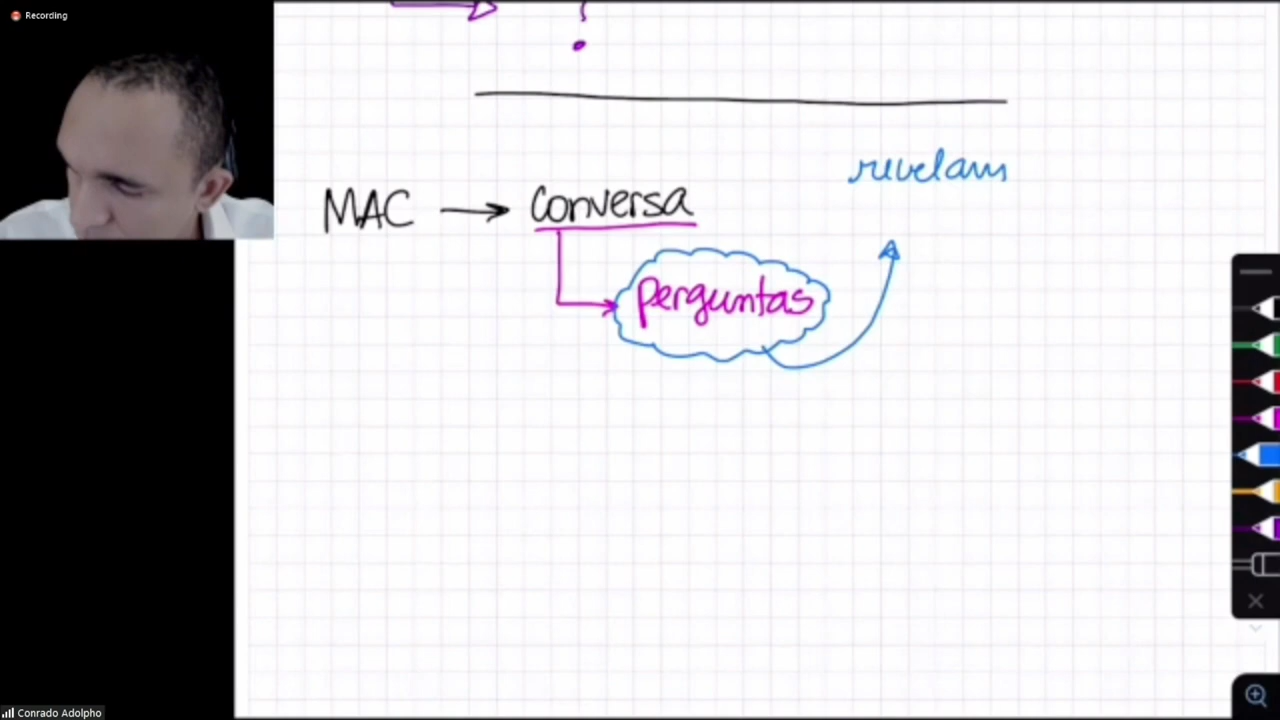 Recording
?
revelam
MAC → conversa
perguntas
Conrado Adolpho